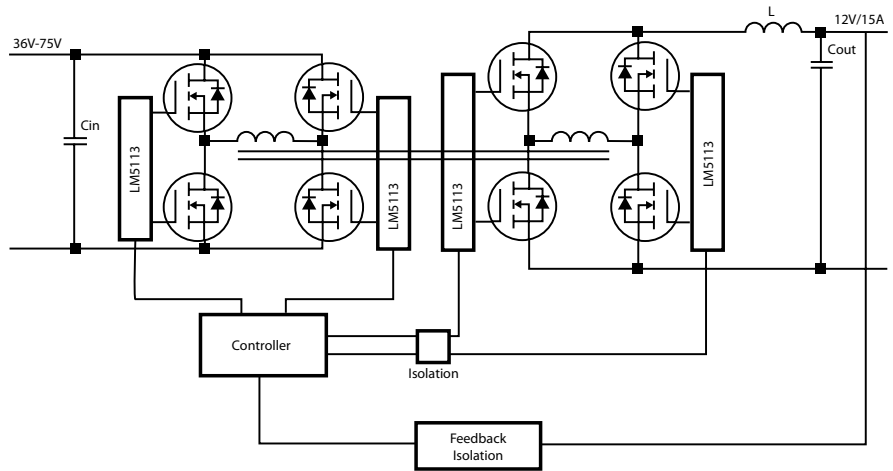 36V-75V
L
12V/15A
Cout
Cin
LM5113
LM5113
LM5113
LM5113
Controller
Isolation
Feedback
Isolation